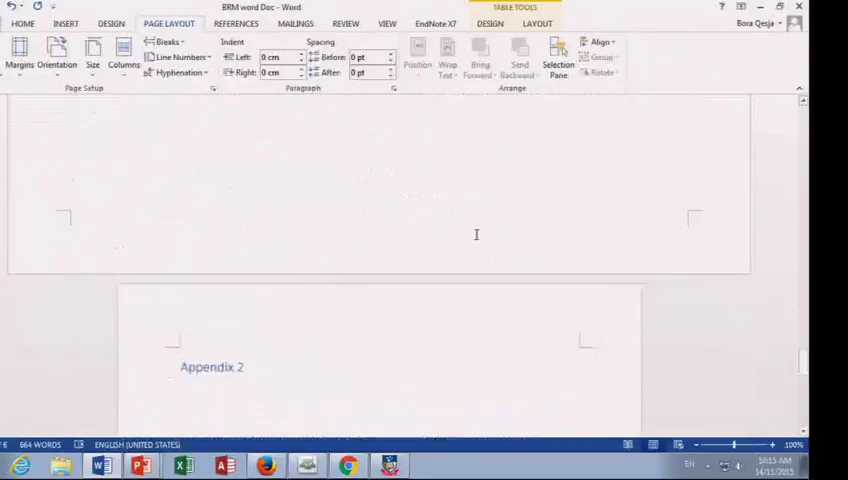 BRM word Doc - Word
TABLE TOOLS
HOME INSERT DESIGN PAGE LAYOUT REFERENCES MAILINGS REVIEW VIEW EndNote X7 DESIGN LAYOUT
Bora Qesja
Margins Orientation Size Columns
Breaks
Line Numbers
Hyphenation
Page Setup
Indent
Left: 0 cm
Right: 0 cm
Spacing
Before: 0 pt
After: 0 pt
Paragraph
Position Wrap Text Bring Forward Send Backward Selection Pane
Align
Group
Rotate
Arrange
Appendix 2
664 WORDS ENGLISH (UNITED STATES) 100%
EN
14/11/2015